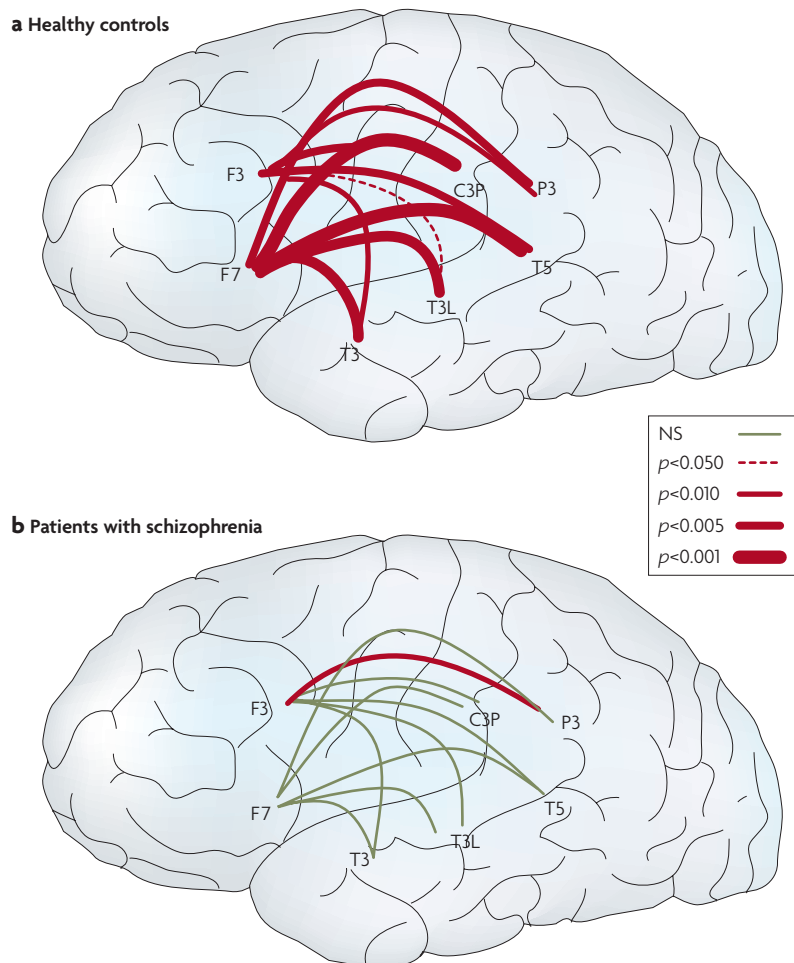 a Healthy controls
F3
C3P
P3
F7
T5
T3L
T3
NS
p<0.050
p<0.010
p<0.005
p<0.001
b Patients with schizophrenia
F3
C3P
P3
F7
T5
T3L
T3